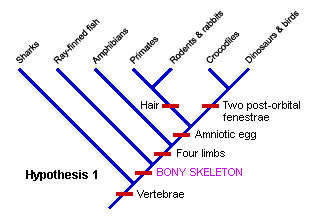 Sharks
Ray-finned fish
Amphibians
Primates
Rodents & rabbits
Crocodiles
Dinosaurs & birds
Hair
Two post-orbital
fenestrae
Amniotic egg
Four limbs
Hypothesis 1
BONY SKELETON
Vertebrae